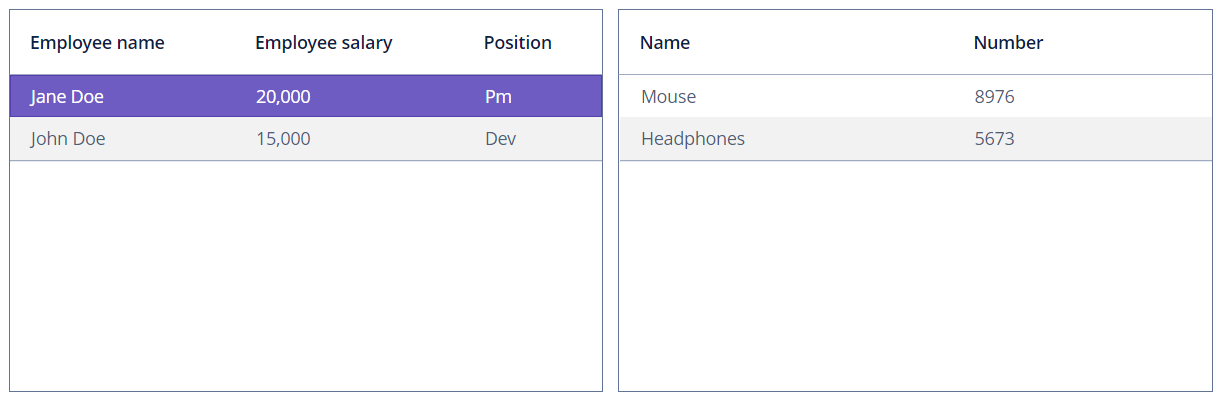 Employee name Employee salary Position
Jane Doe 20,000 Pm
John Doe 15,000 Dev
Name Number
Mouse 8976
Headphones 5673